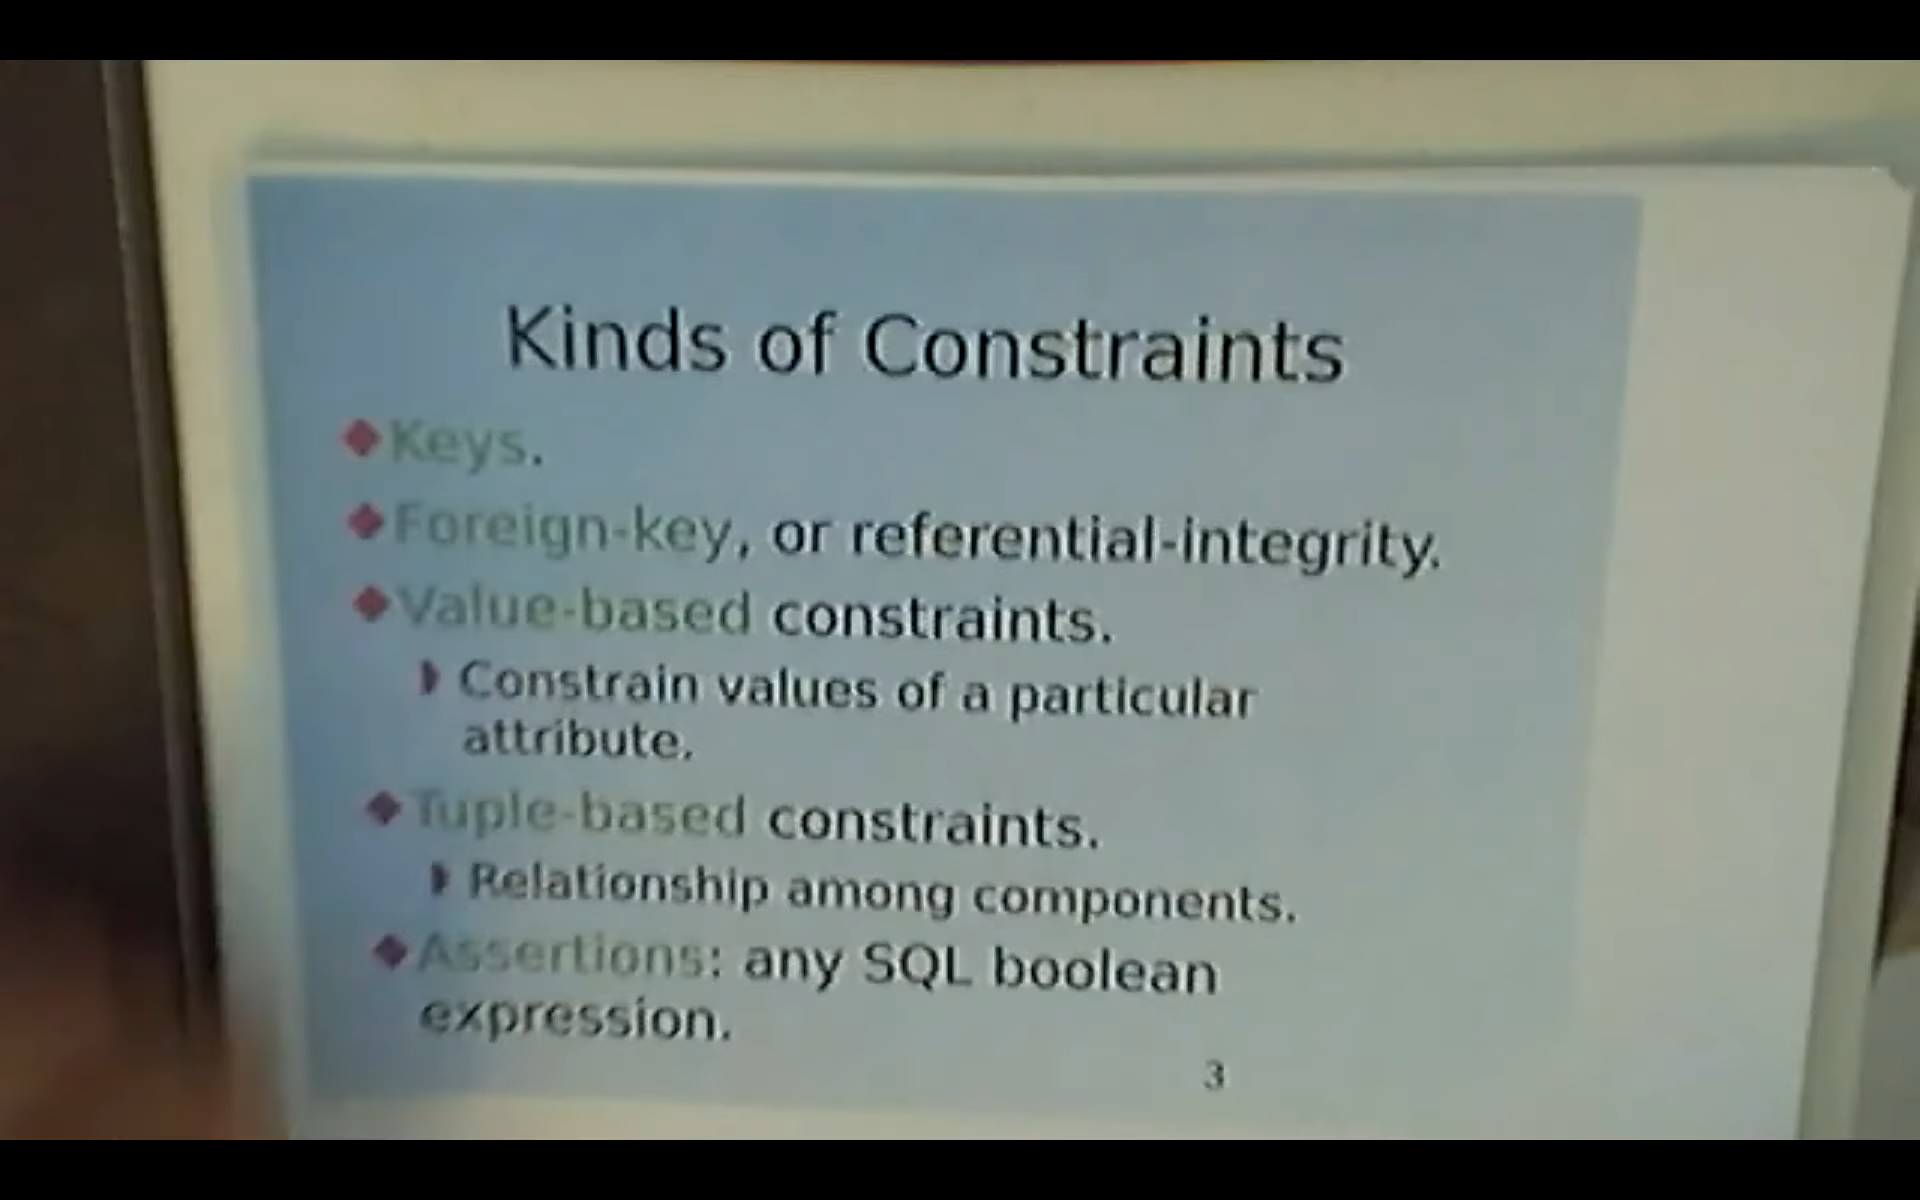 Kinds of Constraints
Keys.
Foreign-key, or referential-integrity.
Value-based constraints.
Constrain values of a particular
attribute.
Tuple-based constraints.
Relationship among components.
Assertions: any SQL boolean
expression.
3